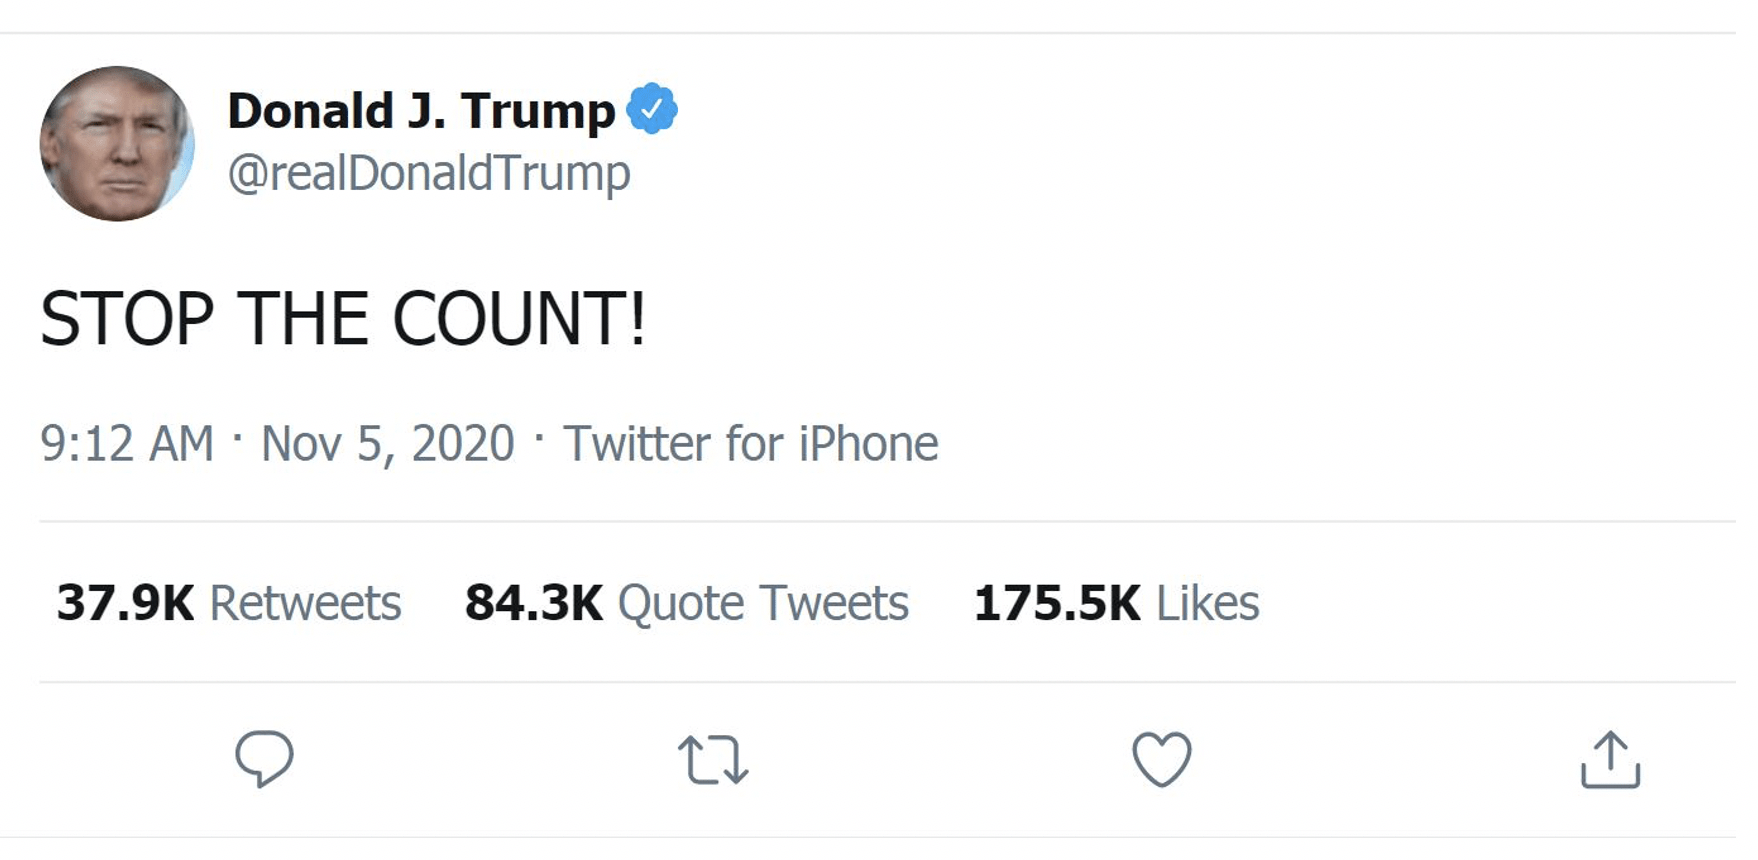 Donald J. Trump
@realDonaldTrump
STOP THE COUNT!
9:12 AM · Nov 5, 2020 · Twitter for iPhone
37.9K Retweets 84.3K Quote Tweets 175.5K Likes